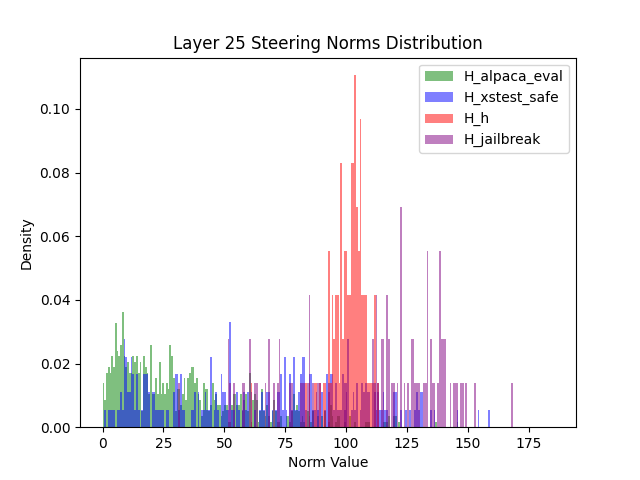 Layer 25 Steering Norms Distribution
H_alpaca_eval
H_xstest_safe
H_h
H_jailbreak
Density
0.10
0.08
0.06
0.04
0.02
0.00
0
25
50
75
100
125
150
175
Norm Value